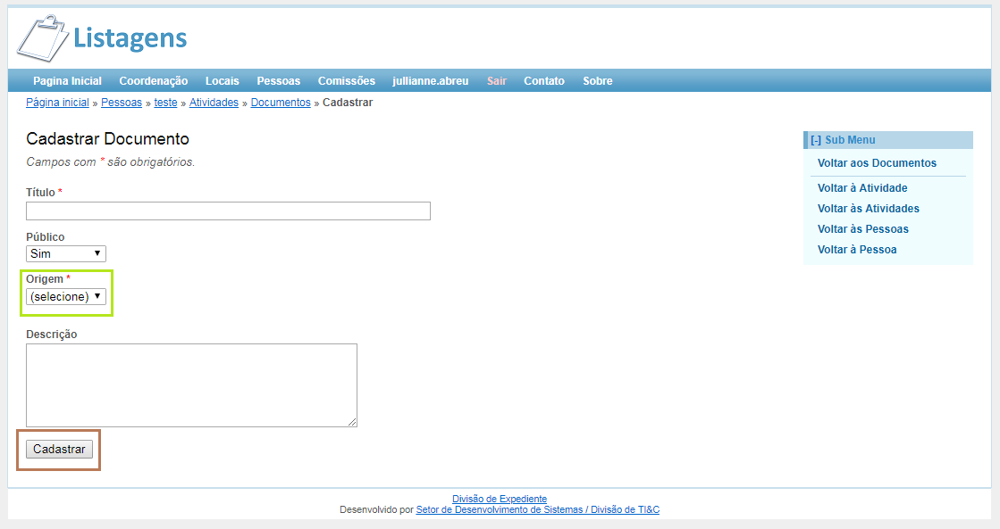 Listagens
Pagina Inicial Coordenação Locais Pessoas Comissões jullianne.abreu Sair Contato Sobre
Página inicial » Pessoas » teste » Atividades » Documentos » Cadastrar
Cadastrar Documento
Campos com * são obrigatórios.
Título *
Público
Sim
Origem *
(selecione)
Descrição
Cadastrar
[-] Sub Menu
Voltar aos Documentos
Voltar à Atividade
Voltar às Atividades
Voltar às Pessoas
Voltar à Pessoa
Divisão de Expediente
Desenvolvido por Setor de Desenvolvimento de Sistemas / Divisão de TI&C